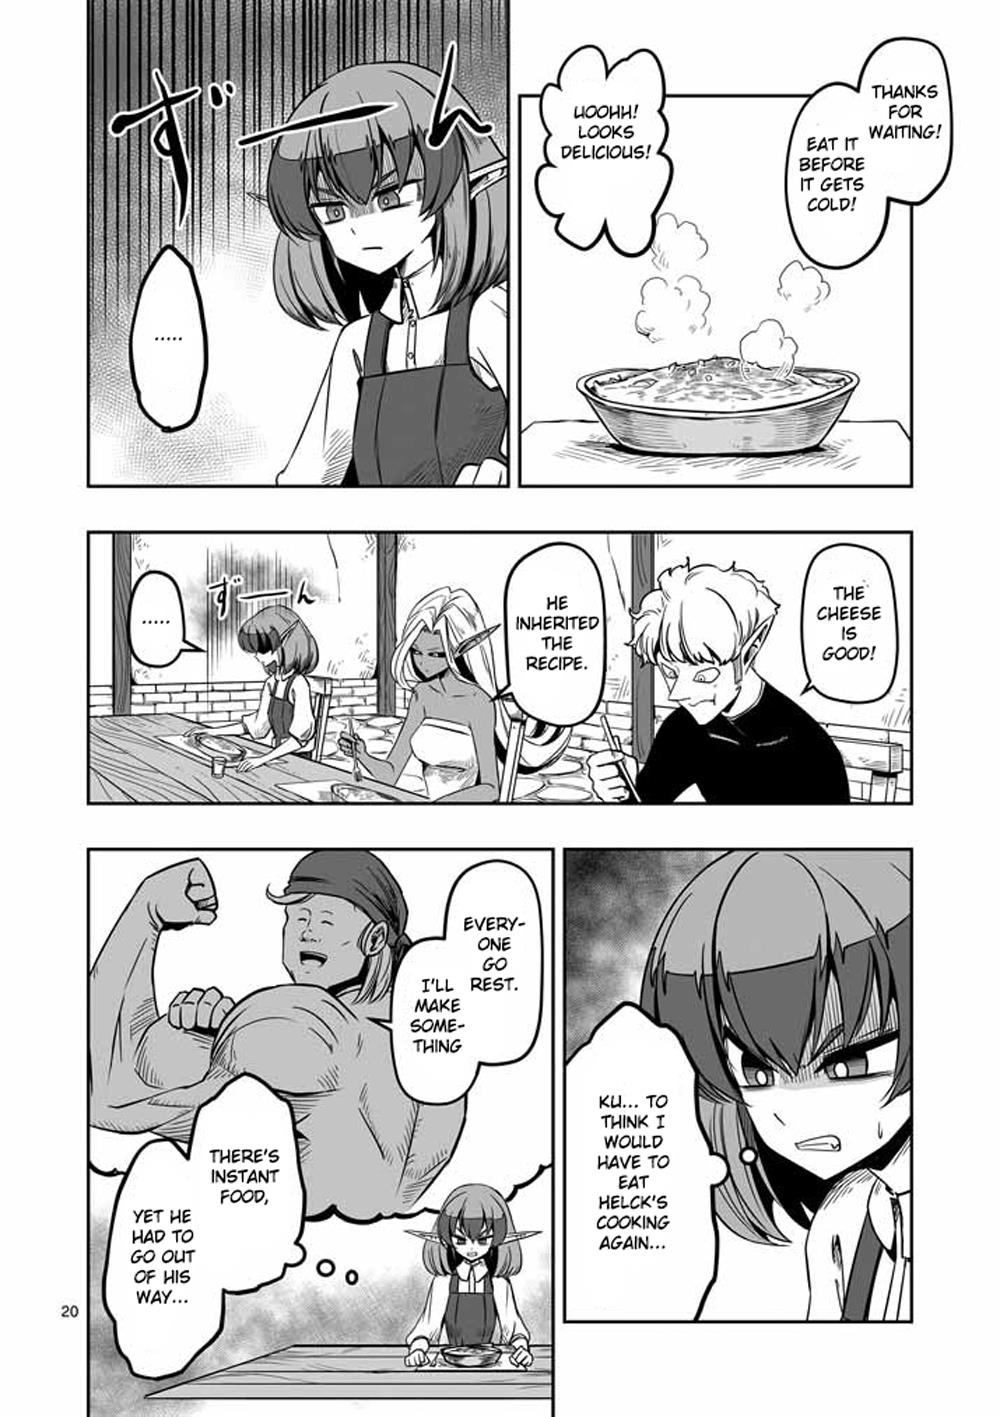 THANKS
FOR
WAITING!
EAT IT
BEFORE
IT GETS
COLD!
UOOHH!
LOOKS
DELICIOUS!
ずーん
.....
THE
CHEESE
IS
GOOD!
HE
INHERITED
THE
RECIPE.
ずーん
.....
KU... TO
THINK I
WOULD
HAVE TO
EAT
HELCK'S
COOKING
AGAIN...
EVERY-
ONE
GO
REST.
I'LL
MAKE
SOME-
THING
THERE'S
INSTANT
FOOD,
YET HE
HAD TO
GO OUT
OF HIS
WAY...
20